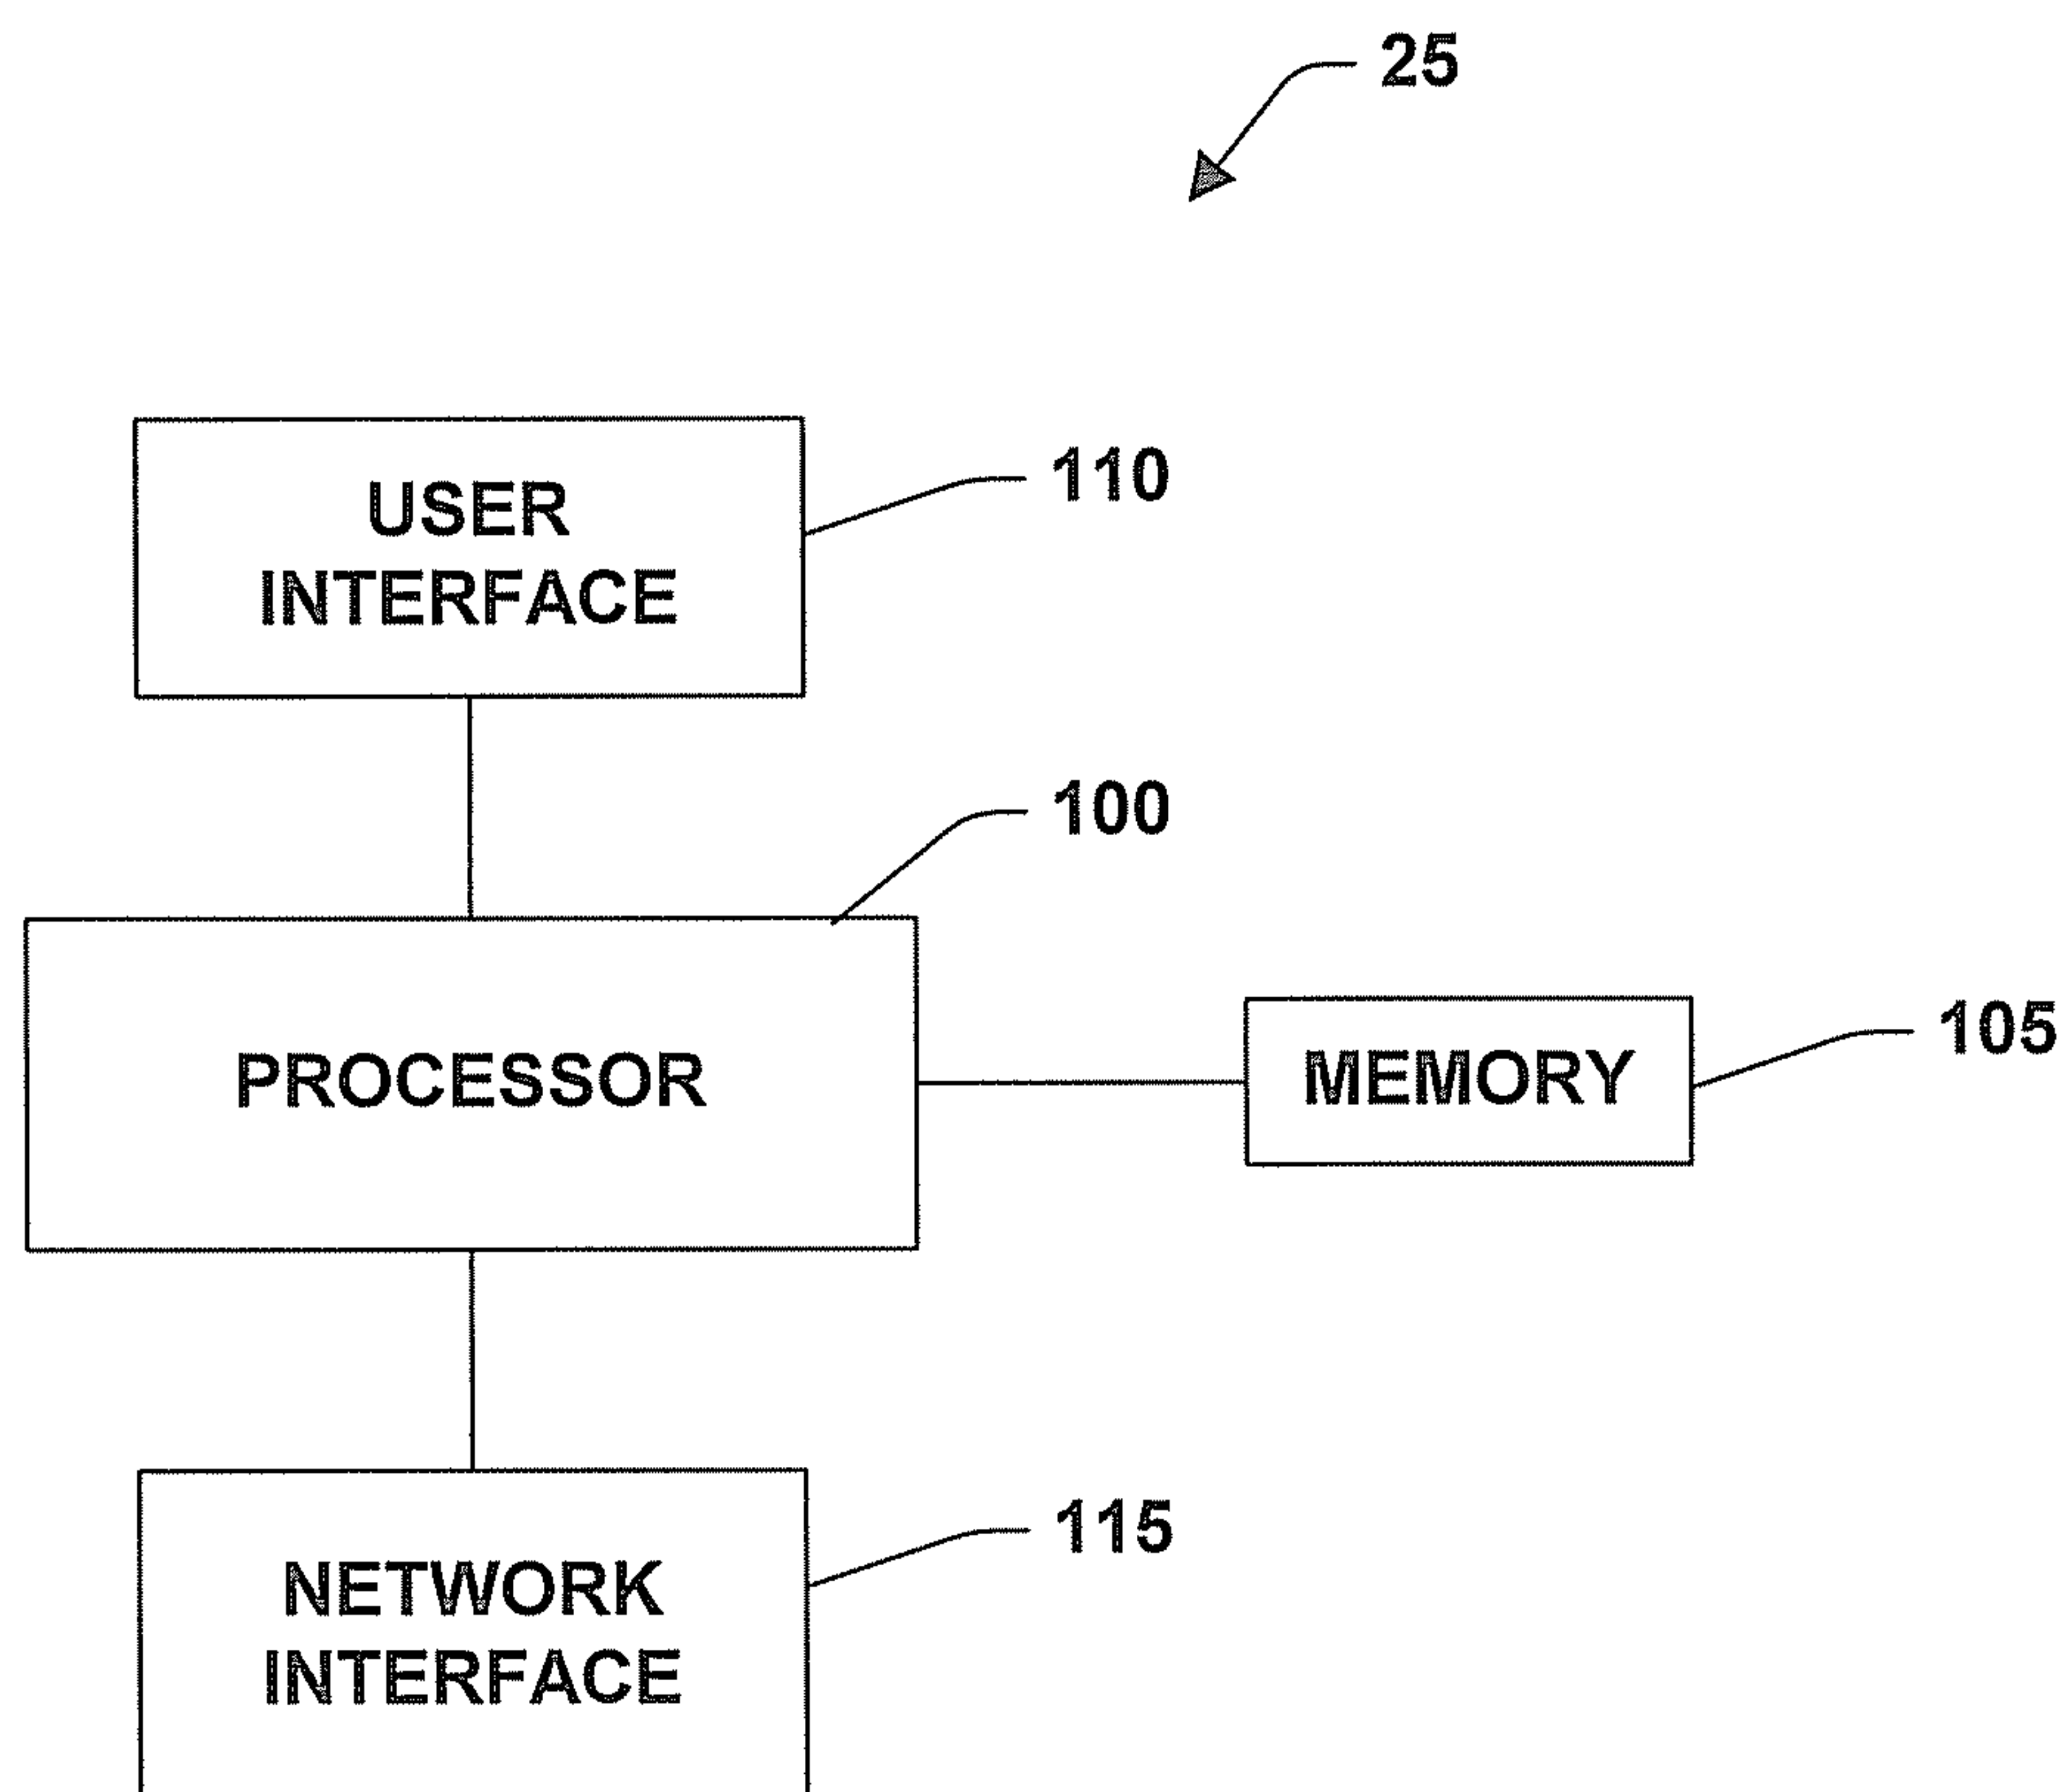 25
USER
INTERFACE
110
100
PROCESSOR
MEMORY
105
NETWORK
INTERFACE
115